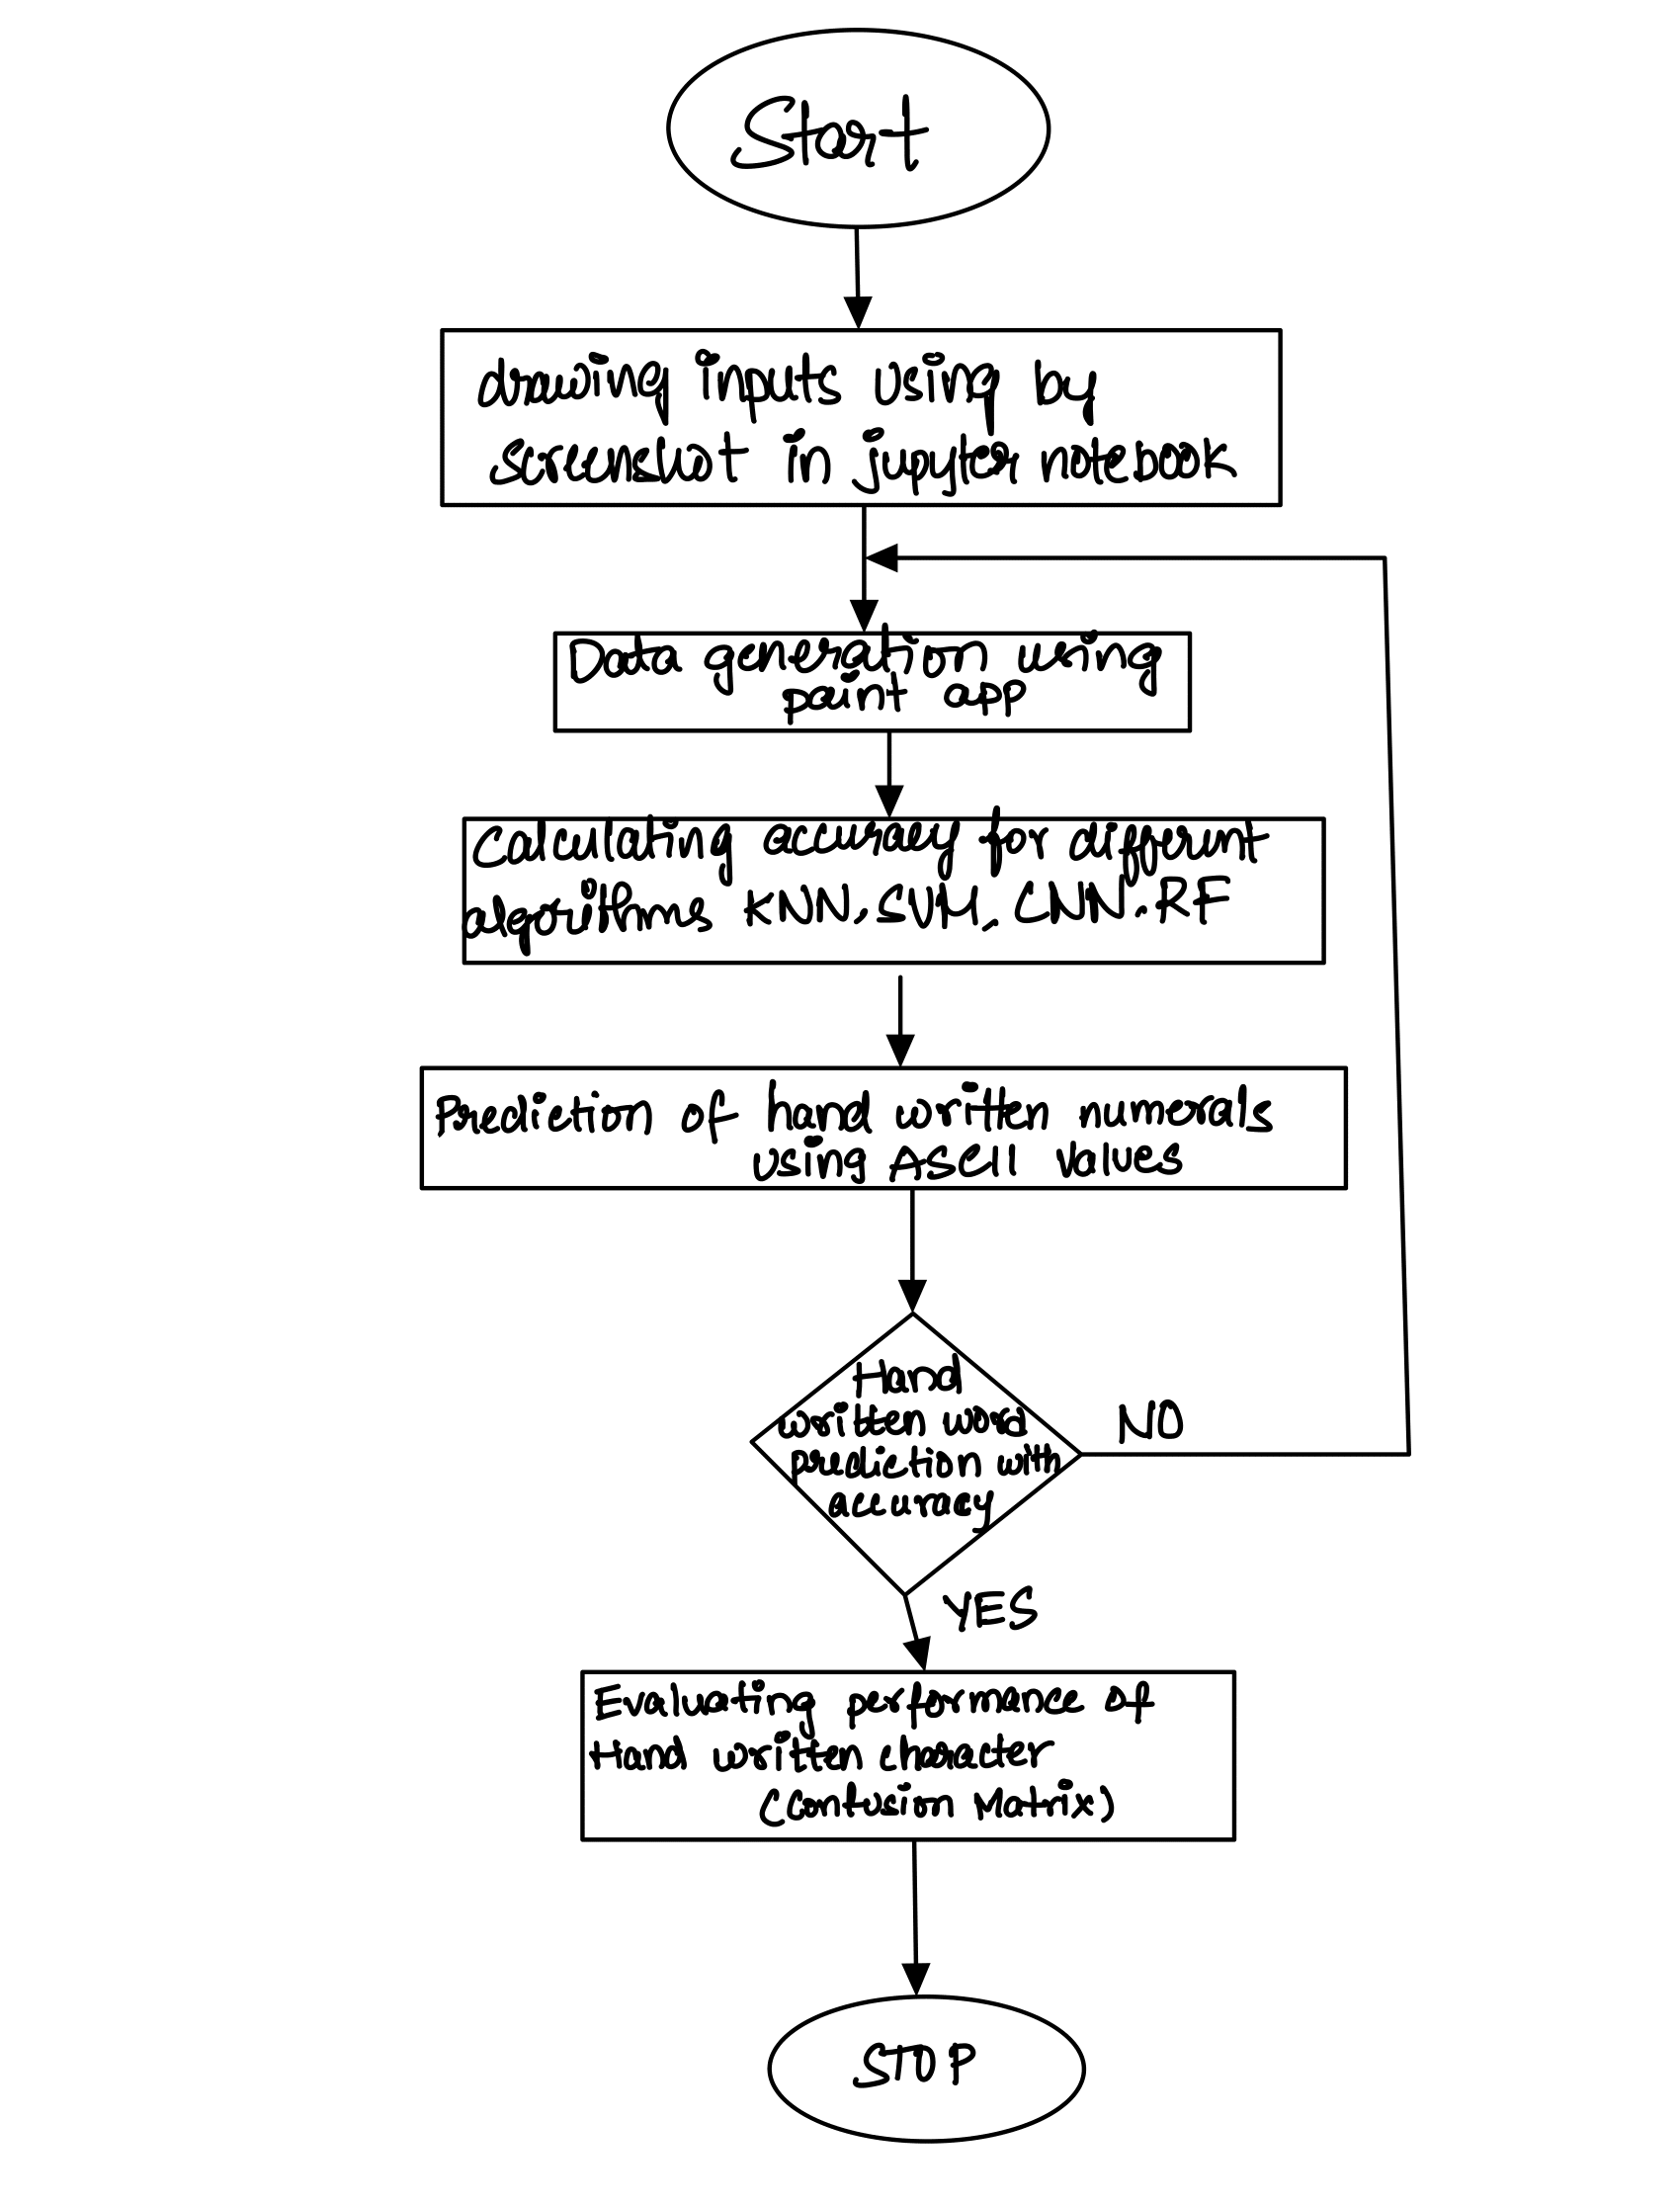 Start
drawing inputs using by
screenshot in jupyter notebook
Data generation using
paint app
Calculating accuracy for different
algorithms KNN, SVM, CNN. RF
Prediction of hand written numerals
using ASCII Values
Hand
written word
prediction with
accuracy
NO
YES
Evaluating performance of
Hand written character
(Confusion Matrix)
STOP